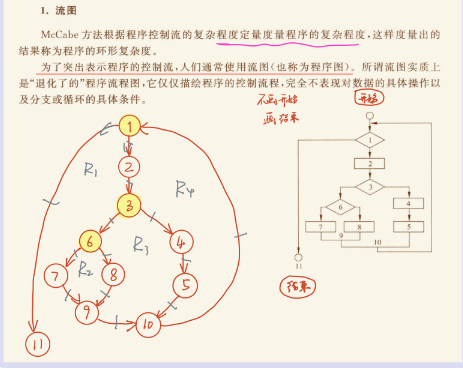 1. 流图
McCabe 方法根据程序控制流的复杂程度定量度量程序的复杂程度,这样度量出的
结果称为程序的环形复杂度。
为了突出表示程序的控制流,人们通常使用流图(也称为程序图)。所谓流图实质上
是“退化了的”程序流程图,它仅仅描绘程序的控制流程,完全不表现对数据的具体操作以
及分支或循环的具体条件。
不画开始
画结束
开始
1
2
3
6
4
7
8
5
9
10
11
结束
1
R1
2
R4
3
6
R3
4
7
R2
8
5
9
10
11